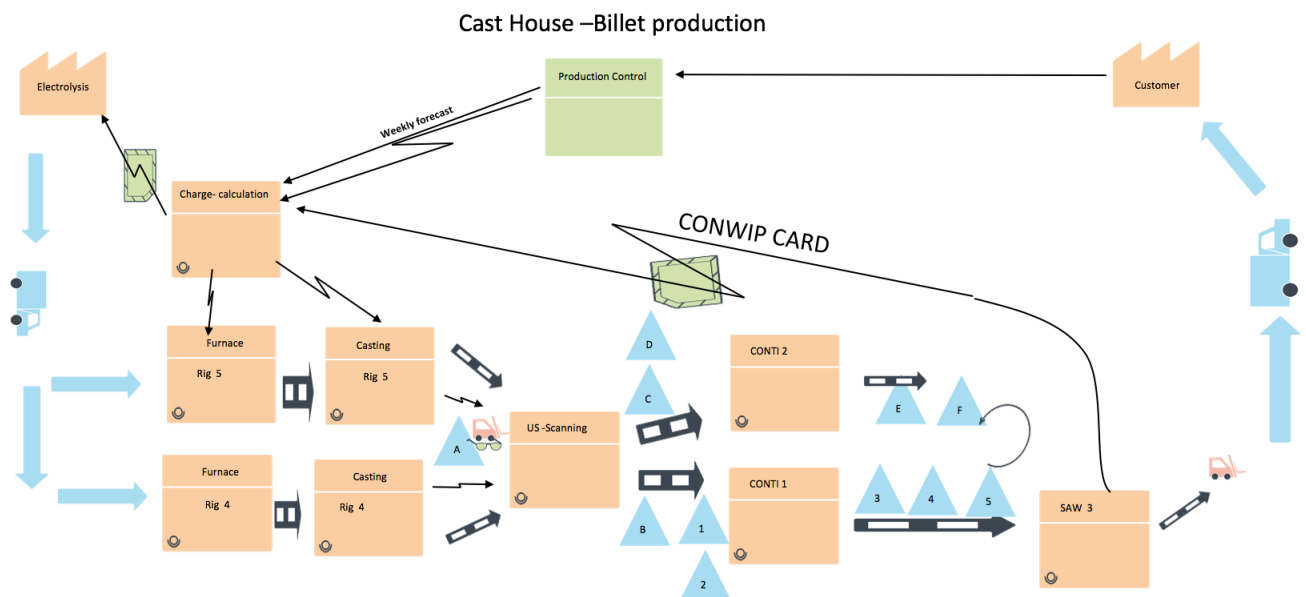 Cast House –Billet production
Electrolysis
Production Control
Customer
Weekly forecast
Charge- calculation
CONWIP CARD
Furnace
Rig 5
Casting
Rig 5
D
C
CONTI 2
E
F
A
US -Scanning
Furnace
Rig 4
Casting
Rig 4
B
1
2
CONTI 1
3
4
5
SAW 3